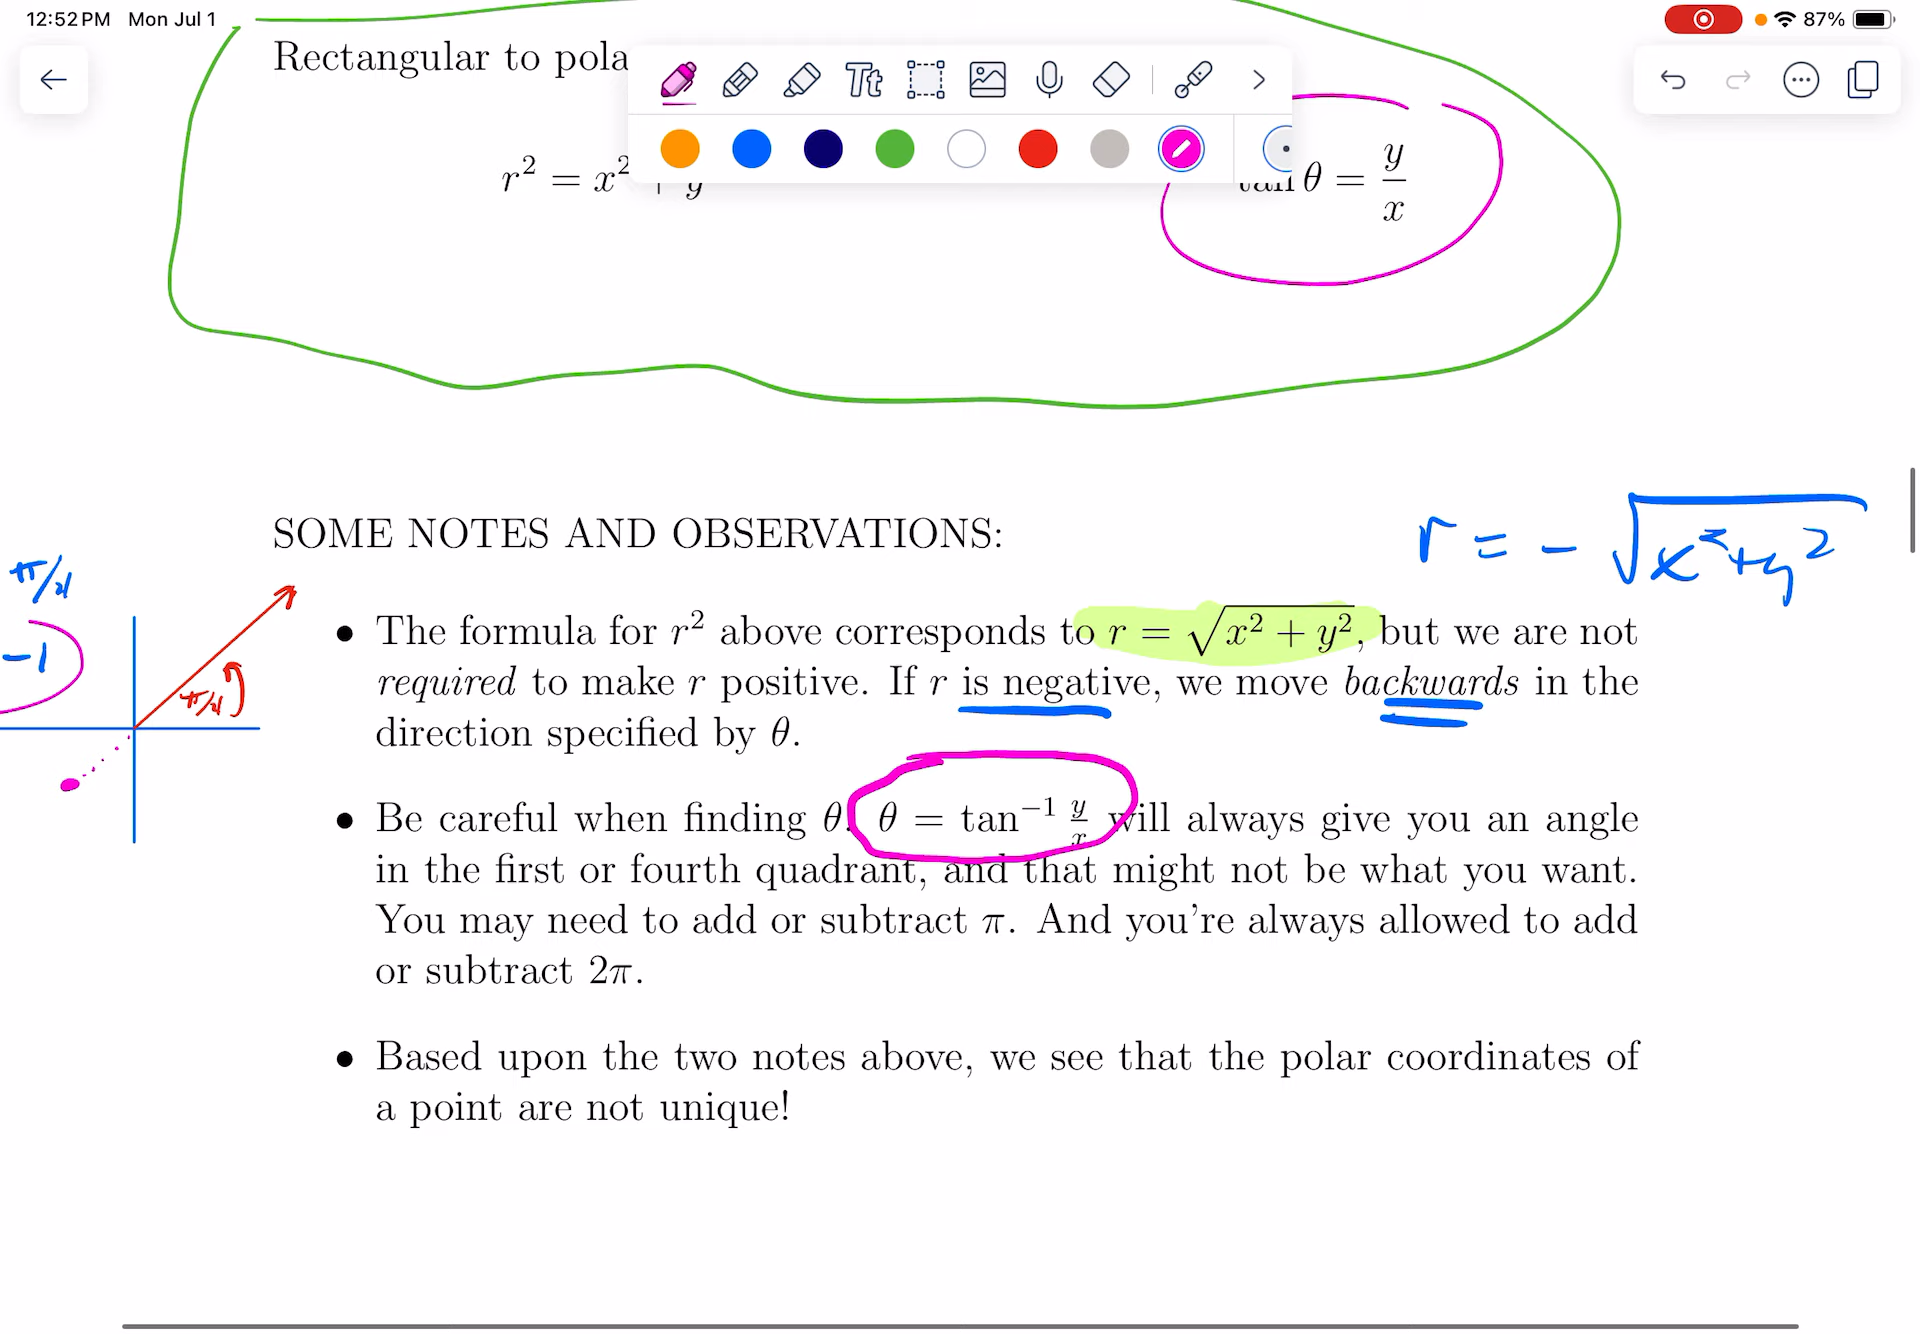 12:52 PM Mon Jul 1
87%
Rectangular to pola
Tt
r² = x² + y
tan θ = y/x
SOME NOTES AND OBSERVATIONS:
r = - √x²+y²
π/4
-1
π/4
• The formula for r² above corresponds to r = √x² + y², but we are not
required to make r positive. If r is negative, we move backwards in the
direction specified by θ.
• Be careful when finding θ. θ = tan⁻¹ y/x will always give you an angle
in the first or fourth quadrant, and that might not be what you want.
You may need to add or subtract π. And you're always allowed to add
or subtract 2π.
• Based upon the two notes above, we see that the polar coordinates of
a point are not unique!